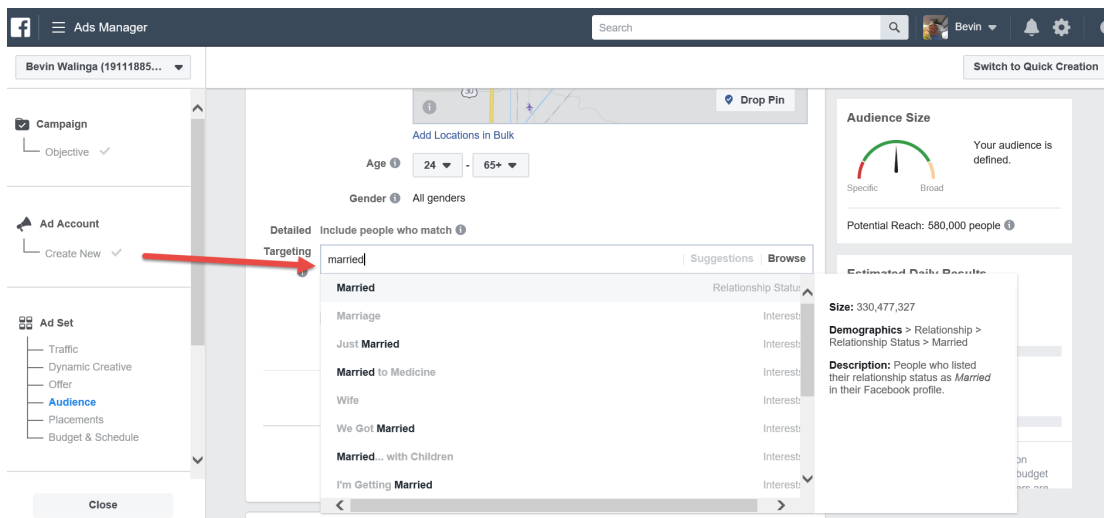 f Ads Manager
Search
Bevin
Bevin Walinga (19111885...
Switch to Quick Creation
Campaign
Objective
Ad Account
Create New
Ad Set
Traffic
Dynamic Creative
Offer
Audience
Placements
Budget & Schedule
Close
30
Drop Pin
Add Locations in Bulk
Age 24 - 65+
Gender All genders
Detailed Include people who match
Targeting
married Suggestions Browse
Married Relationship Status
Marriage Interests
Just Married Interests
Married to Medicine Interests
Wife Interests
We Got Married Interests
Married... with Children Interests
I'm Getting Married Interests
Size: 330,477,327
Demographics > Relationship >
Relationship Status > Married
Description: People who listed
their relationship status as Married
in their Facebook profile.
Audience Size
Your audience is
defined.
Specific Broad
Potential Reach: 580,000 people
Estimated Daily Results
on
budget